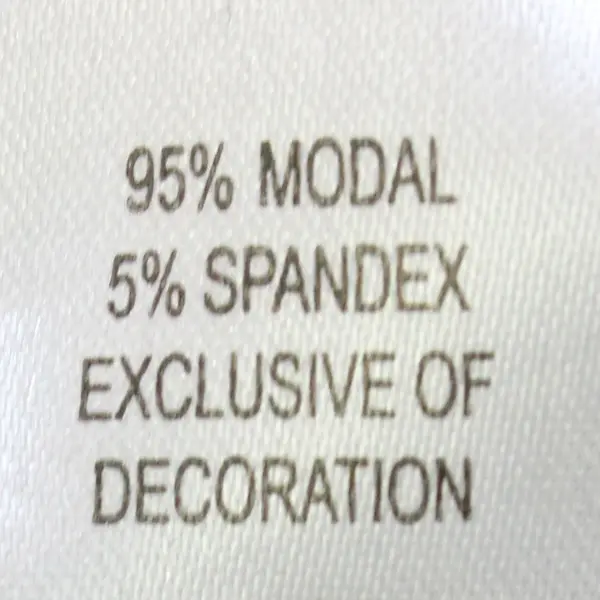 95% MODAL
5% SPANDEX
EXCLUSIVE OF
DECORATION